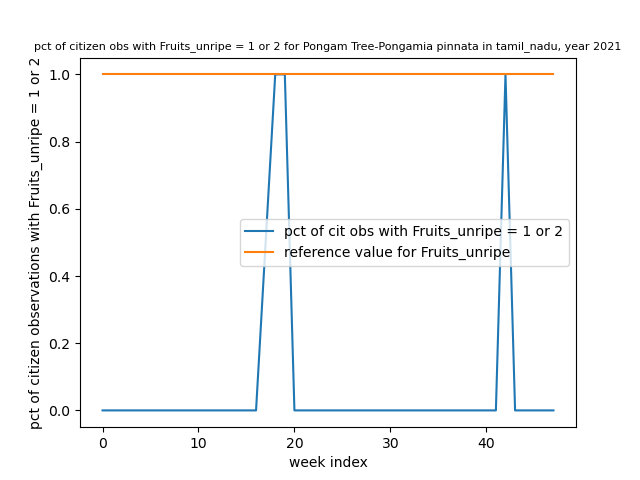 pct of citizen obs with Fruits_unripe = 1 or 2 for Pongam Tree-Pongamia pinnata in tamil_nadu, year 2021
pct of citizen observations with Fruits_unripe = 1 or 2
1.0
0.8
0.6
0.4
0.2
0.0
pct of cit obs with Fruits_unripe = 1 or 2
reference value for Fruits_unripe
0 10 20 30 40
week index